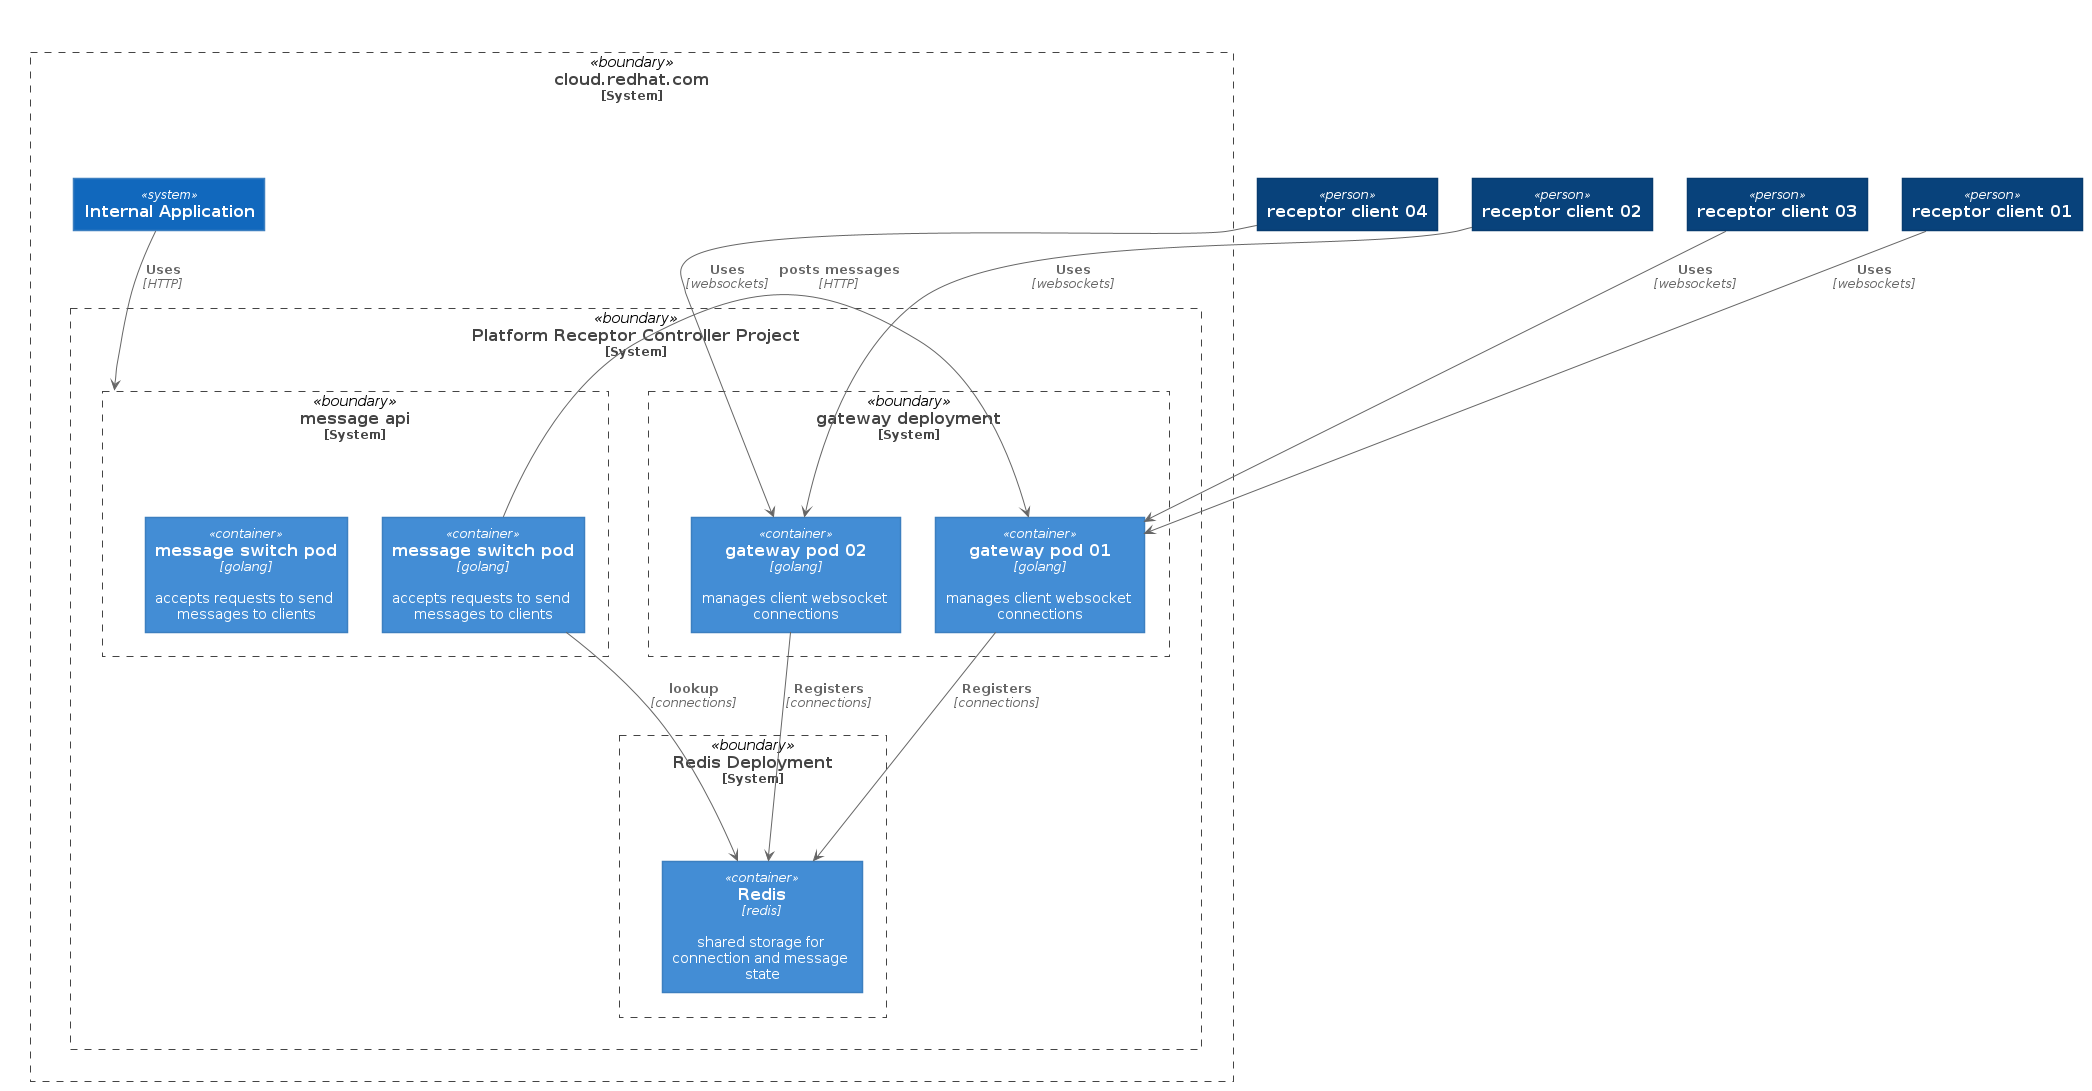 «boundary»
cloud.redhat.com
[System]
«system»
Internal Application
«person»
receptor client 04
«person»
receptor client 02
«person»
receptor client 03
«person»
receptor client 01
Uses
[HTTP]
Uses
[websockets]
posts messages
[HTTP]
Uses
[websockets]
Uses
[websockets]
Uses
[websockets]
«boundary»
Platform Receptor Controller Project
[System]
«boundary»
message api
[System]
«boundary»
gateway deployment
[System]
«container»
message switch pod
[golang]
accepts requests to send
messages to clients
«container»
message switch pod
[golang]
accepts requests to send
messages to clients
«container»
gateway pod 02
[golang]
manages client websocket
connections
«container»
gateway pod 01
[golang]
manages client websocket
connections
lookup
[connections]
Registers
[connections]
Registers
[connections]
«boundary»
Redis Deployment
[System]
«container»
Redis
[redis]
shared storage for
connection and message
state